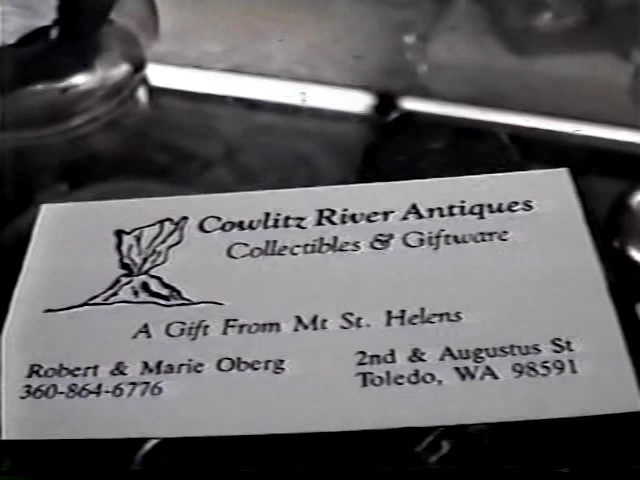 Cowlitz River Antiques
Collectibles & Giftware
A Gift From Mt St. Helens
Robert & Marie Oberg
360-864-6776
2nd & Augustus St
Toledo, WA 98591